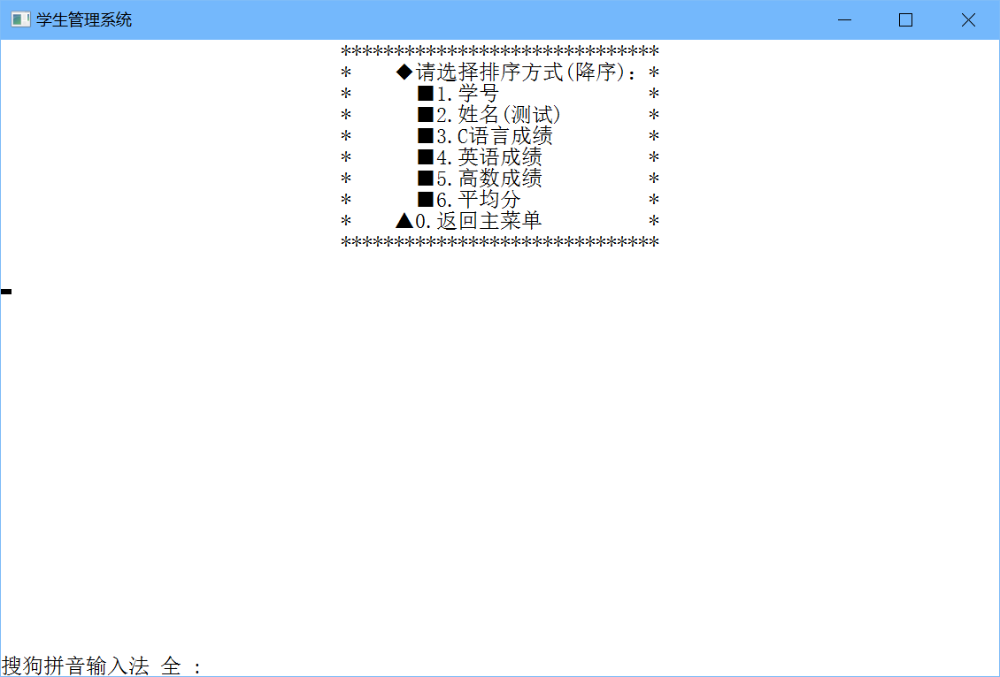 学生管理系统
******************************
*    ◆请选择排序方式(降序)：*
*      ■1.学号              *
*      ■2.姓名(测试)        *
*      ■3.C语言成绩         *
*      ■4.英语成绩          *
*      ■5.高数成绩          *
*      ■6.平均分            *
*    ▲0.返回主菜单          *
******************************
搜狗拼音输入法 全 :